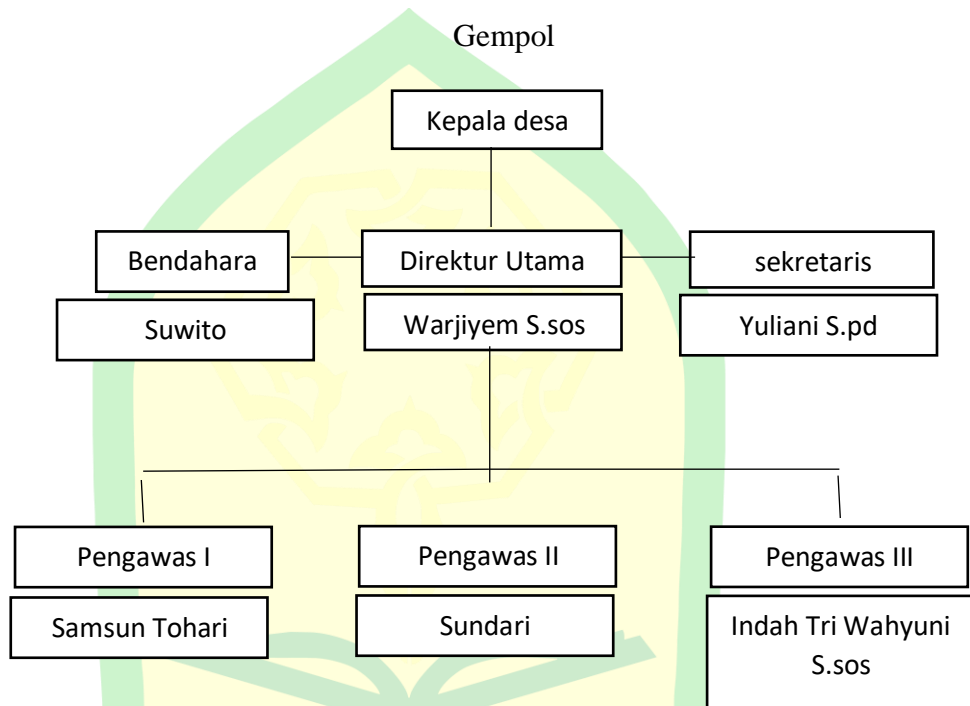 Gempol
Kepala desa
Bendahara
Direktur Utama
sekretaris
Suwito
Warjiyem S.sos
Yuliani S.pd
Pengawas I
Pengawas II
Pengawas III
Samsun Tohari
Sundari
Indah Tri Wahyuni
S.sos